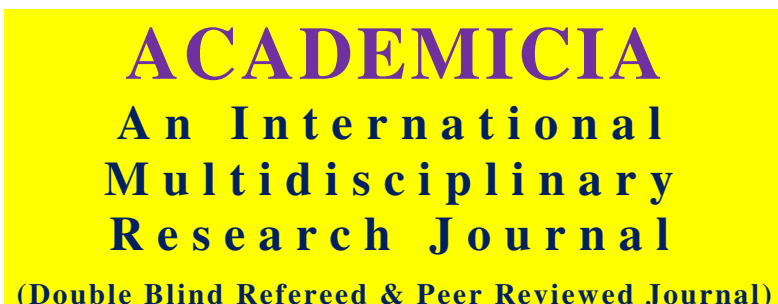 ACADEMICIA
An International
Multidisciplinary
Research Journal
(Double Blind Refereed & Peer Reviewed Journal)